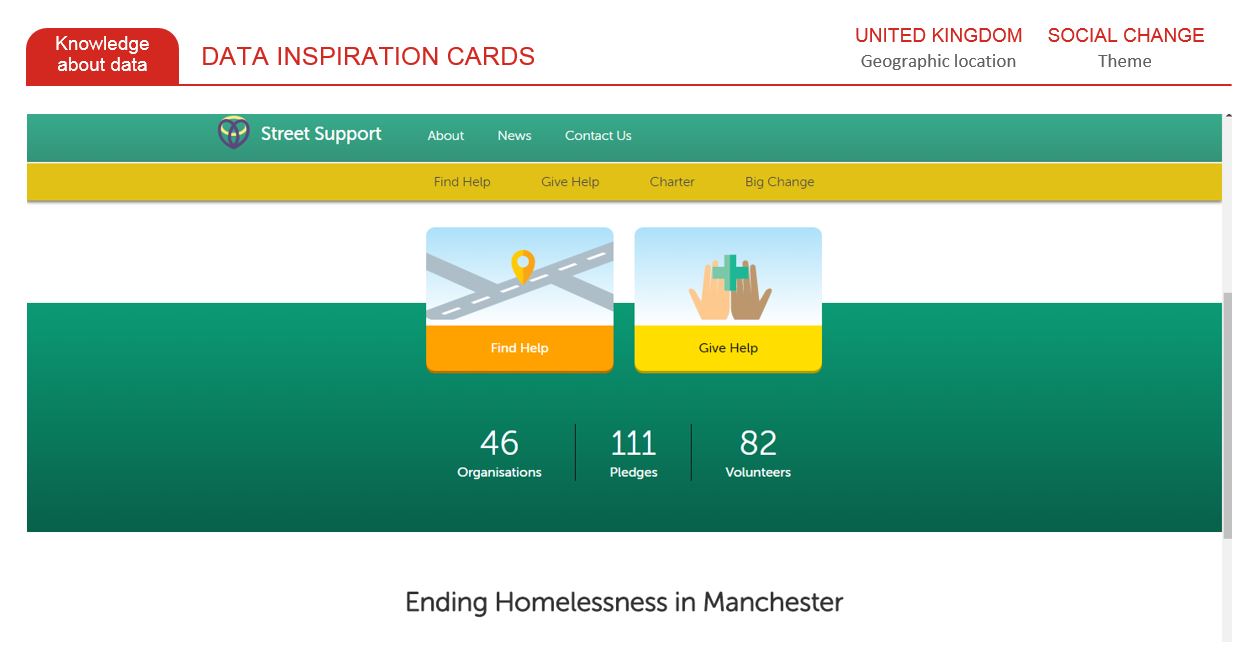 Knowledge
about data
DATA INSPIRATION CARDS
UNITED KINGDOM
Geographic location
SOCIAL CHANGE
Theme
Street Support
About
News
Contact Us
Find Help
Give Help
Charter
Big Change
Find Help
Give Help
46
Organisations
111
Pledges
82
Volunteers
Ending Homelessness in Manchester